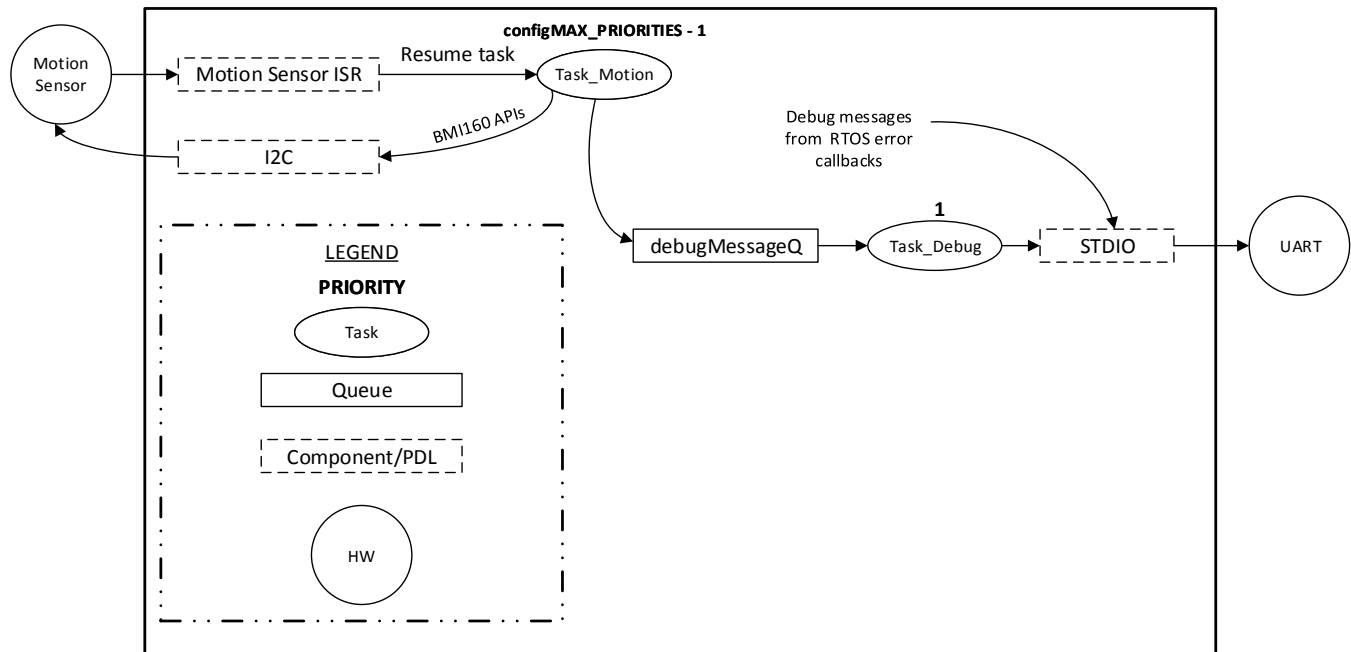 configMAX_PRIORITIES - 1
Motion
Sensor
Motion Sensor ISR
Resume task
Task_Motion
BMI160 APIs
I2C
Debug messages
from RTOS error
callbacks
debugMessageQ
1
Task_Debug
STDIO
UART
LEGEND
PRIORITY
Task
Queue
Component/PDL
HW